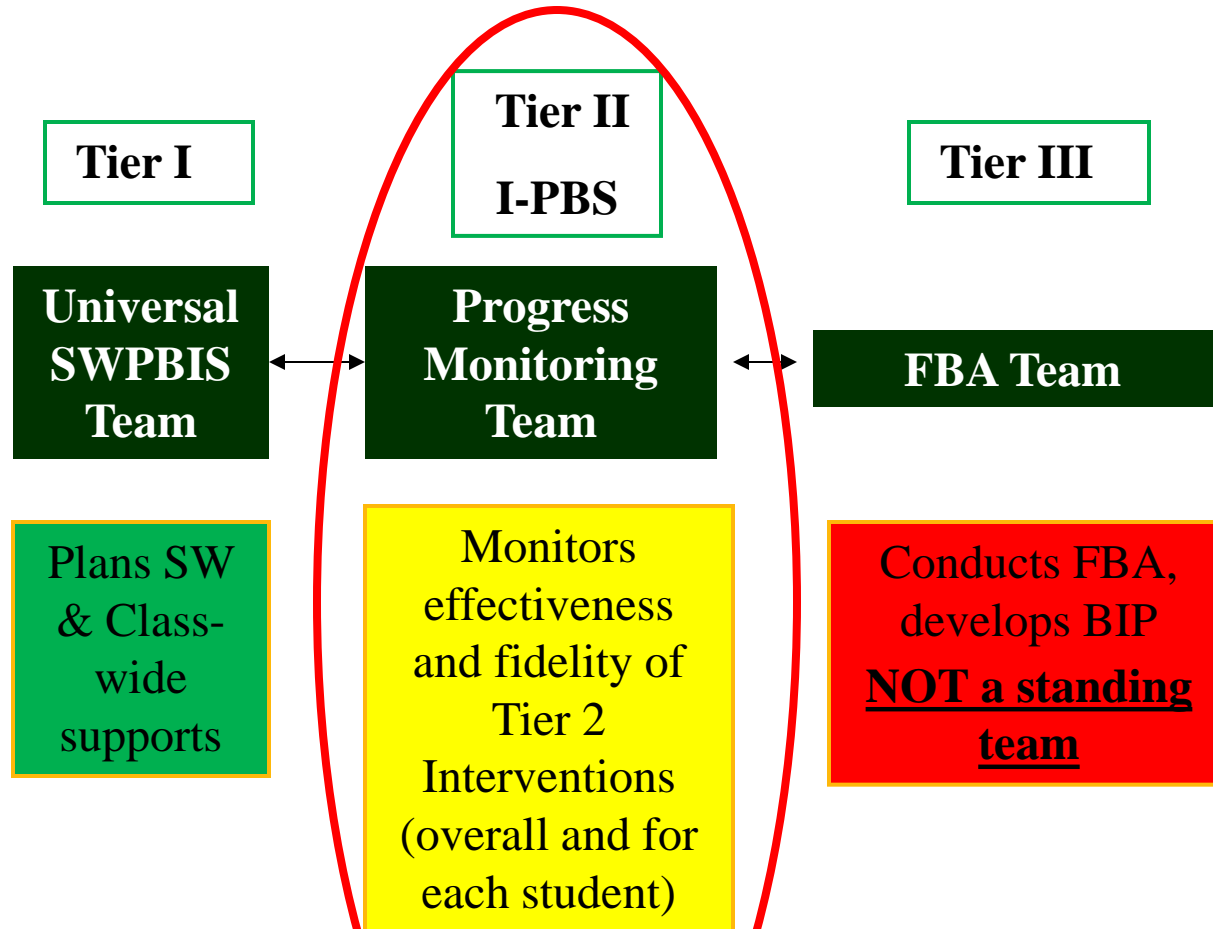 Tier I
Universal
SWPBIS
Team
Plans SW
& Class-
wide
supports
Tier II
I-PBS
Progress
Monitoring
Team
Monitors
effectiveness
and fidelity of
Tier 2
Interventions
(overall and for
each student)
Tier III
FBA Team
Conducts FBA,
develops BIP
NOT a standing
team